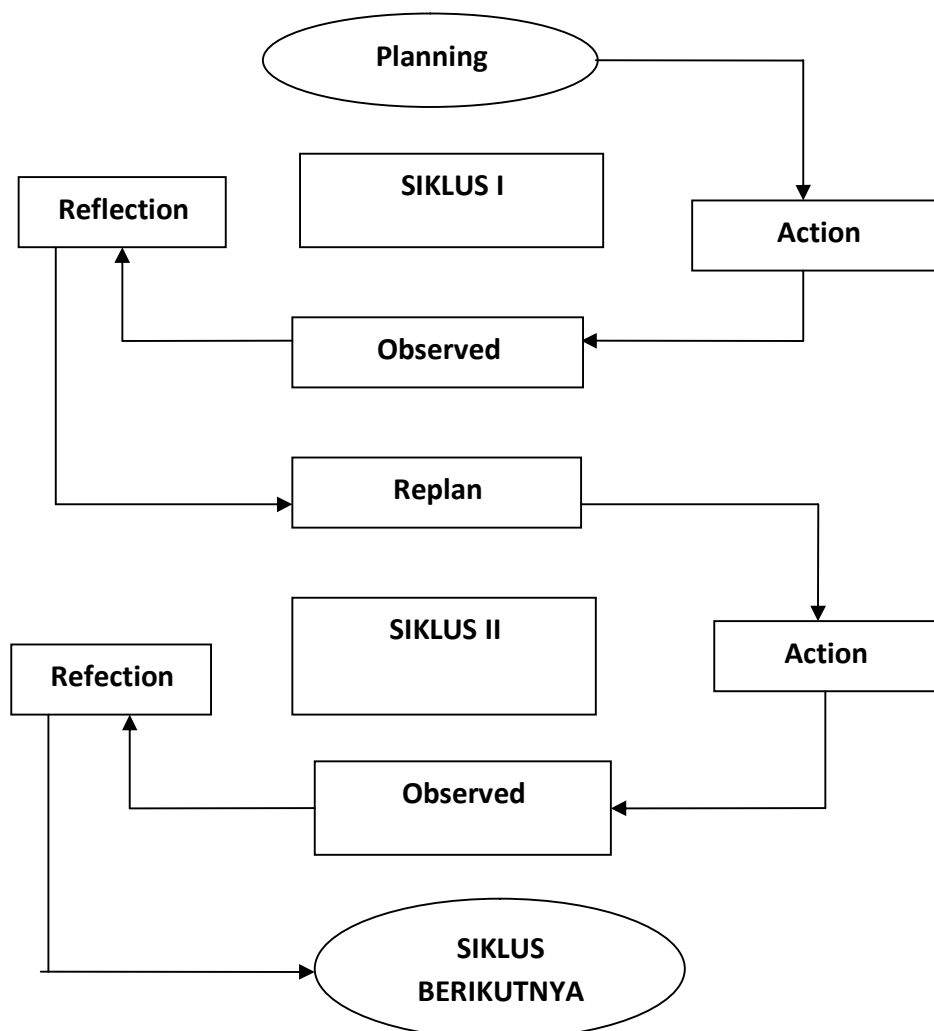 Planning
SIKLUS I
Reflection
Action
Observed
Replan
SIKLUS II
Action
Refection
Observed
SIKLUS
BERIKUTNYA